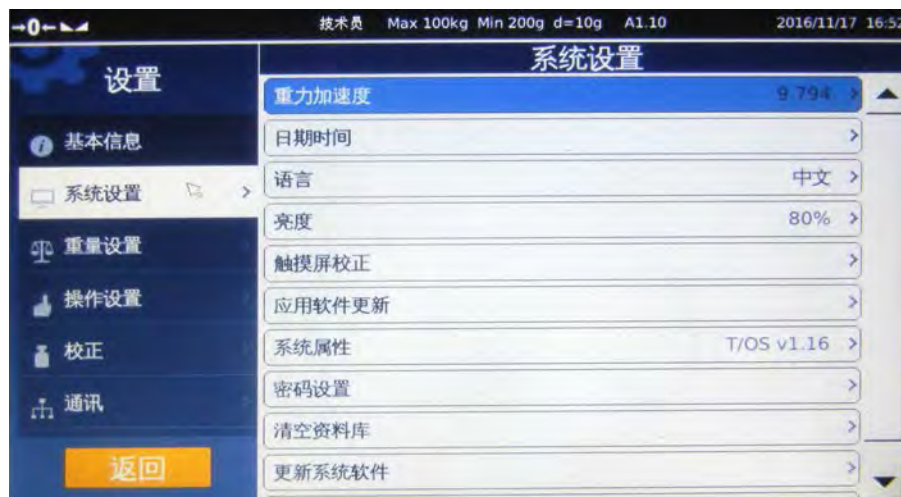 →0← 技术员 Max 100kg Min 200g d=10g A1.10 2016/11/17 16:52
设置
系统设置
重力加速度 9.794 >
基本信息
日期时间 >
系统设置 >
语言 中文 >
亮度 80% >
重量设置
触摸屏校正 >
操作设置
应用软件更新 >
校正
系统属性 T/OS v1.16 >
密码设置 >
通讯
清空资料库 >
返回
更新系统软件 >